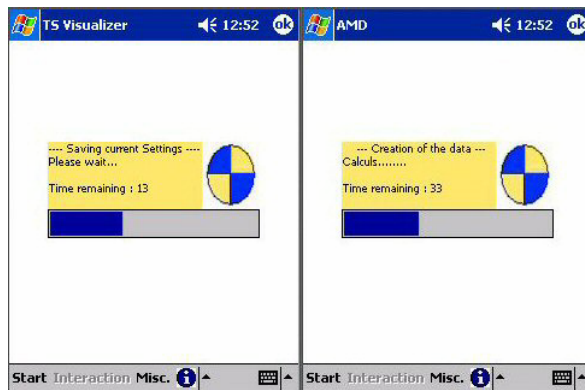 TS Visualizer 12:52 ok
---- Saving current Settings ----
Please wait...
Time remaining : 13
Start Interaction Misc.
AMD 12:52 ok
--- Creation of the data ---
Calculs........
Time remaining : 33
Start Interaction Misc.